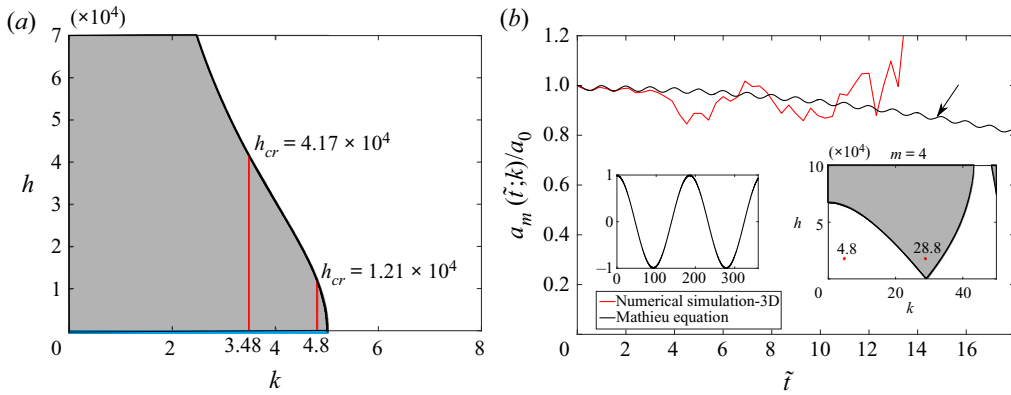 (a) (×10⁴)
7
6
5
4
3
2
1
0
h
h_cr = 4.17 × 10⁴
h_cr = 1.21 × 10⁴
0 2 3.48 4 4.8 6 8
k
(b)
1.2
1.0
0.8
0.6
0.4
0.2
0
a_m (t̃;k)/a_0
1
0
−1
0 100 200 300
Numerical simulation-3D
Mathieu equation
(×10⁴) m = 4
10
5
h
4.8 28.8
0 20 40
k
0 2 4 6 8 10 12 14 16
t̃